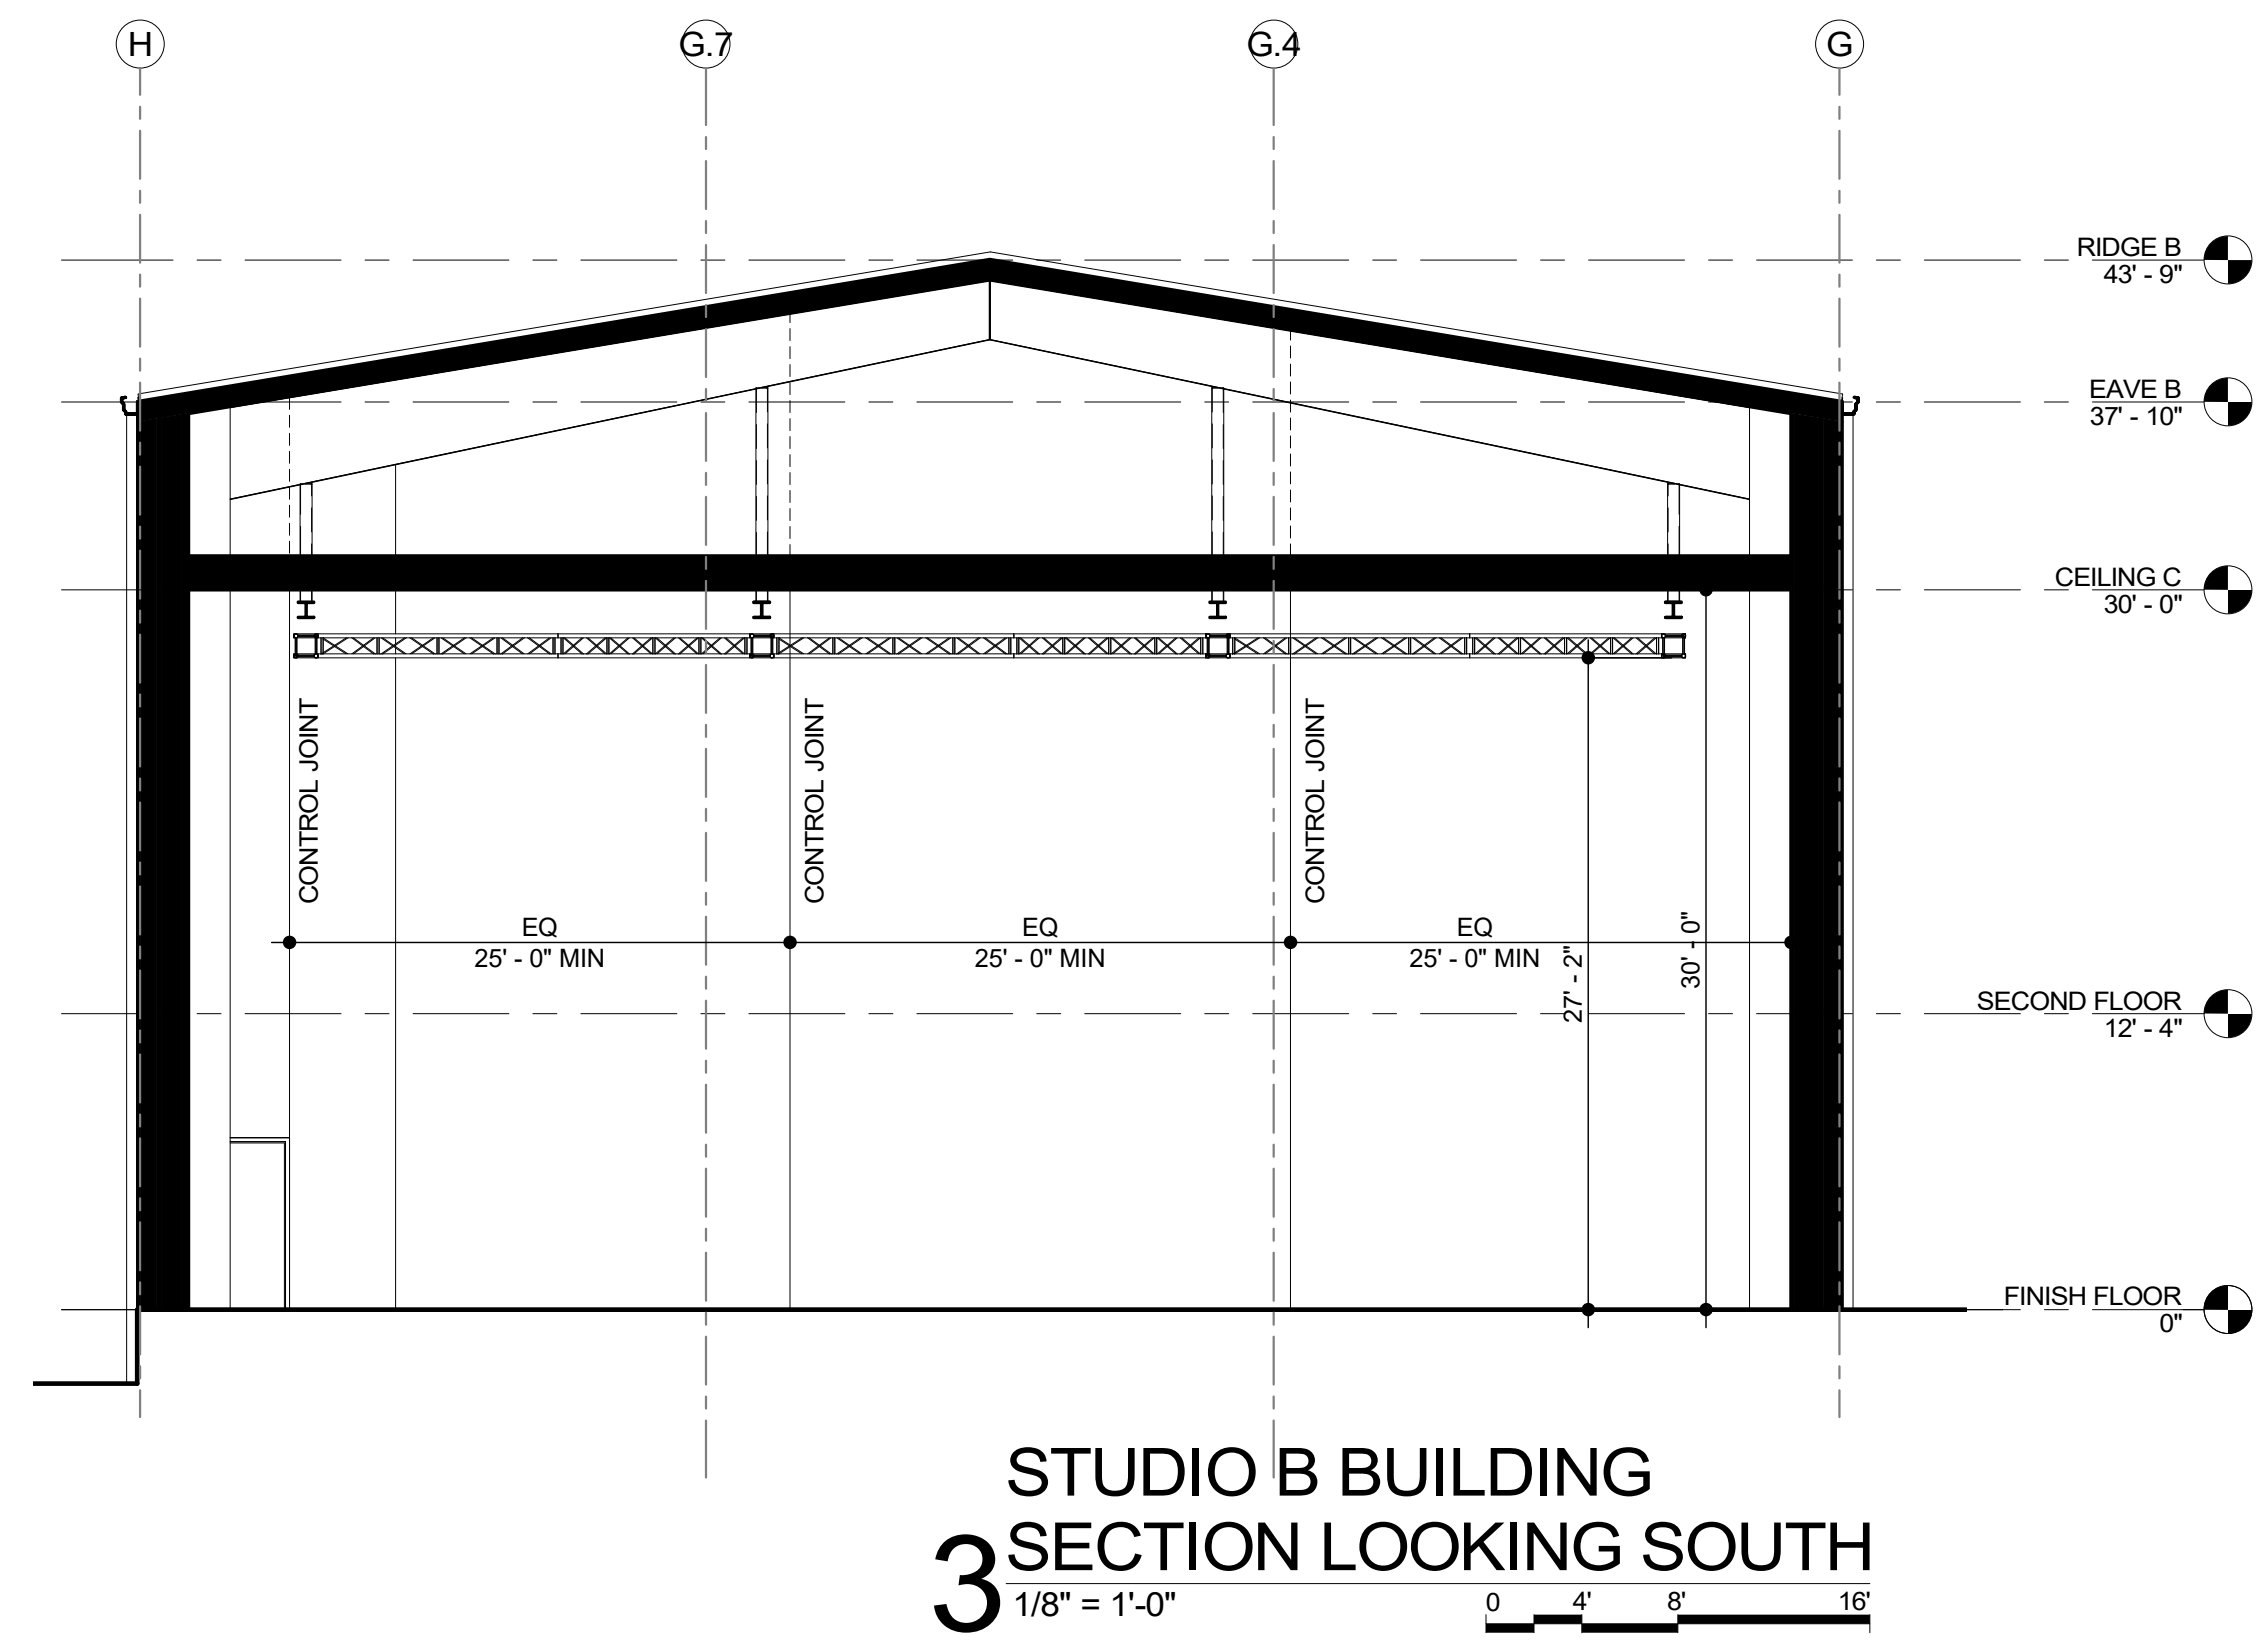 H
G.7
G.4
G
RIDGE B
43' - 9"
EAVE B
37' - 10"
CEILING C
30' - 0"
CONTROL JOINT
CONTROL JOINT
CONTROL JOINT
EQ
25' - 0" MIN
EQ
25' - 0" MIN
EQ
25' - 0" MIN
27' - 2"
30' - 0"
SECOND FLOOR
12' - 4"
FINISH FLOOR
0"
STUDIO B BUILDING
SECTION LOOKING SOUTH
3
1/8" = 1'-0"
0 4' 8' 16'